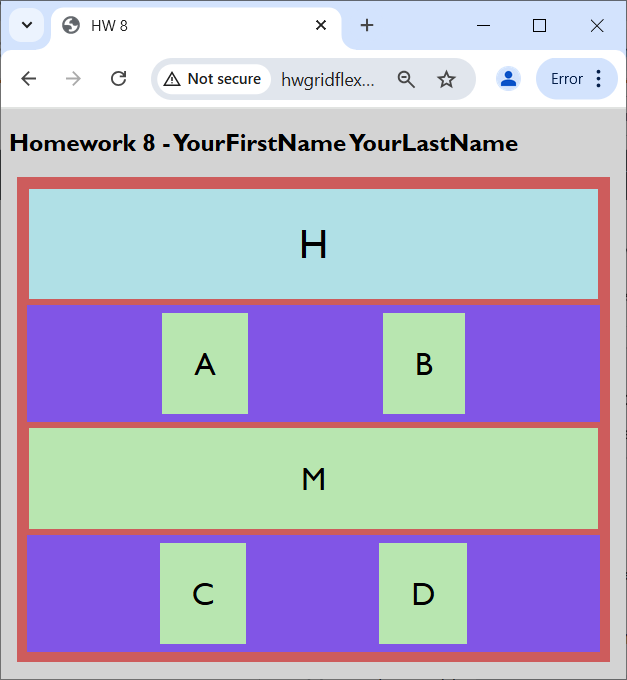 HW 8
Not secure
hwgridflex...
Error
Homework 8 - YourFirstName YourLastName
H
A B
M
C D